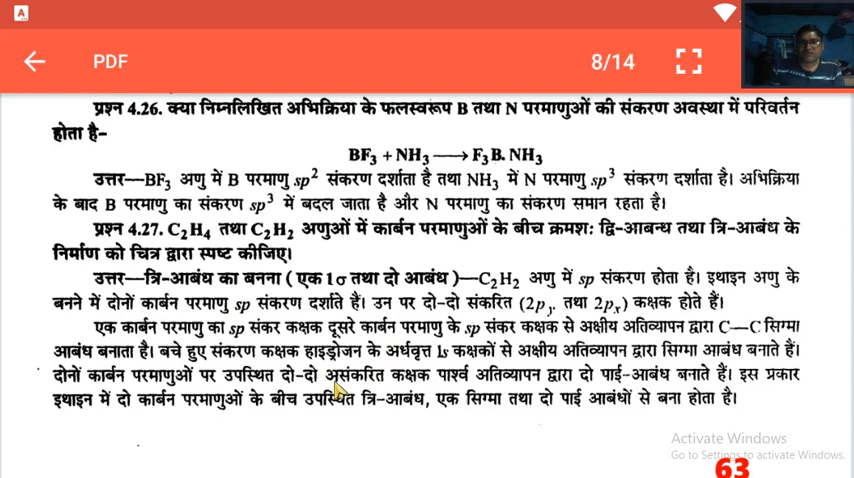 A
PDF
8/14
प्रश्न 4.26. क्या निम्नलिखित अभिक्रिया के फलस्वरूप B तथा N परमाणुओं की संकरण अवस्था में परिवर्तन
होता है-
BF₃ + NH₃ ⟶ F₃B. NH₃
उत्तर—BF₃ अणु में B परमाणु sp² संकरण दर्शाता है तथा NH₃ में N परमाणु sp³ संकरण दर्शाता है। अभिक्रिया
के बाद B परमाणु का संकरण sp³ में बदल जाता है और N परमाणु का संकरण समान रहता है।
प्रश्न 4.27. C₂H₄ तथा C₂H₂ अणुओं में कार्बन परमाणुओं के बीच क्रमशः द्वि-आबन्ध तथा त्रि-आबंध के
निर्माण को चित्र द्वारा स्पष्ट कीजिए।
उत्तर—त्रि-आबंध का बनना ( एक 1σ तथा दो आबंध )—C₂H₂ अणु में sp संकरण होता है। इथाइन अणु के
बनने में दोनों कार्बन परमाणु sp संकरण दर्शाते हैं। उन पर दो-दो संकरित (2pᵧ तथा 2pₓ) कक्षक होते हैं।
एक कार्बन परमाणु का sp संकर कक्षक दूसरे कार्बन परमाणु के sp संकर कक्षक से अक्षीय अतिव्यापन द्वारा C—C सिग्मा
आबंध बनाता है। बचे हुए संकरण कक्षक हाइड्रोजन के अर्धवृत्त 1s कक्षकों से अक्षीय अतिव्यापन द्वारा सिग्मा आबंध बनाते हैं।
दोनों कार्बन परमाणुओं पर उपस्थित दो-दो असंकरित कक्षक पार्श्व अतिव्यापन द्वारा दो पाई-आबंध बनाते हैं। इस प्रकार
इथाइन में दो कार्बन परमाणुओं के बीच उपस्थित त्रि-आबंध, एक सिग्मा तथा दो पाई आबंधों से बना होता है।
Activate Windows
Go to Settings to activate Windows.
63